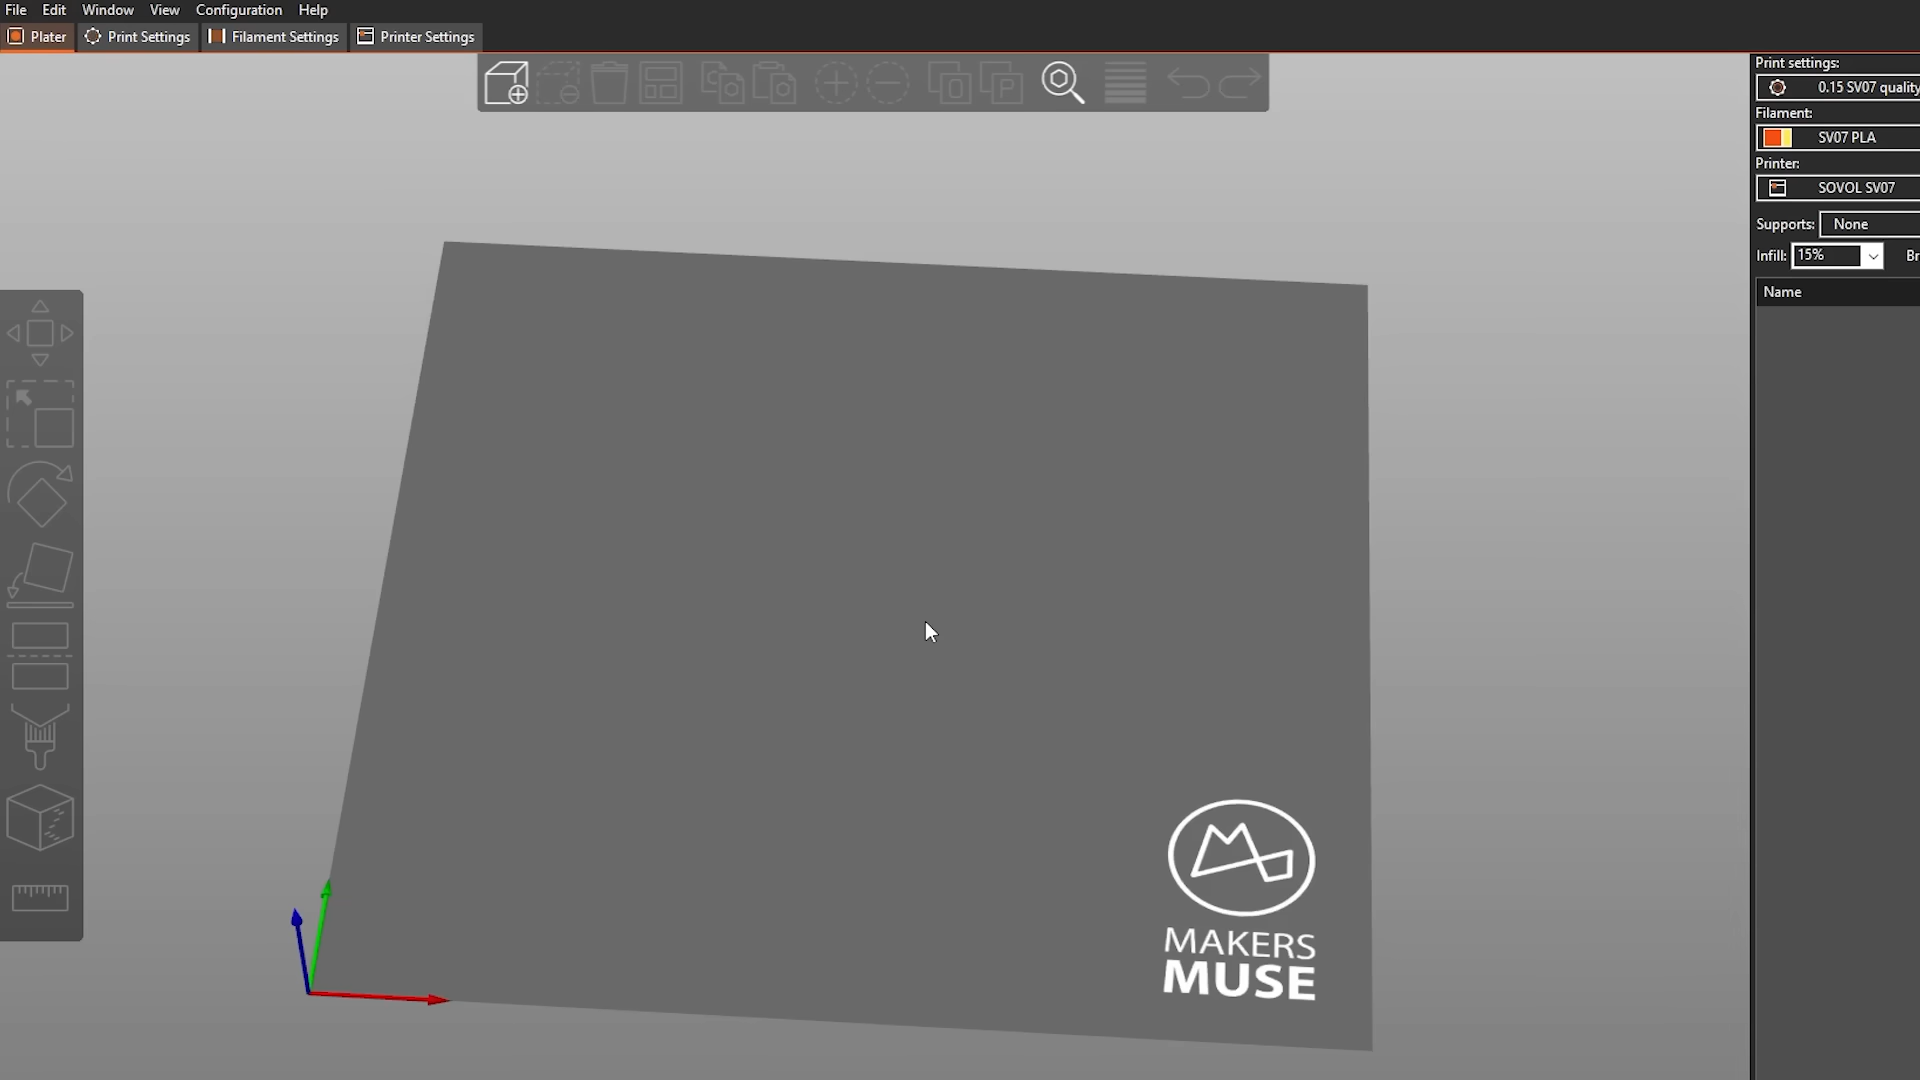 File Edit Window View Configuration Help
Plater Print Settings Filament Settings Printer Settings
Print settings:
0.15 SV07 quality
Filament:
SV07 PLA
Printer:
SOVOL SV07
Supports: None
Infill: 15% Br
Name
MAKERS
MUSE